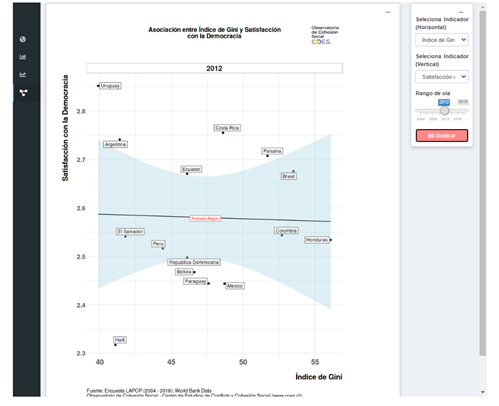 Asociación entre Índice de Gini y Satisfacción
con la Democracia
Observatorio
de Cohesión
Social
COES
2012
Satisfacción con la Democracia
2.8
2.7
2.6
2.5
2.4
2.3
Uruguay
Costa Rica
Argentina
Panama
Ecuador
Brasil
Promedio Región
El Salvador
Colombia
Honduras
Peru
Republica Dominicana
Bolivia
Paraguay
Mexico
Haiti
40
45
50
55
Índice de Gini
Fuente: Encuesta LAPOP (2004 - 2018); World Bank Data
Observatorio de Cohesión Social - Centro de Estudios de Conflicto y Cohesión Social (www.coes.cl)
Seleciona Indicador
(Horizontal)
Índice de Gin
Seleciona Indicador
(Vertical)
Satisfacción c
Rango de ola
2012
2018
2004
2008
2012
2016
Graficar